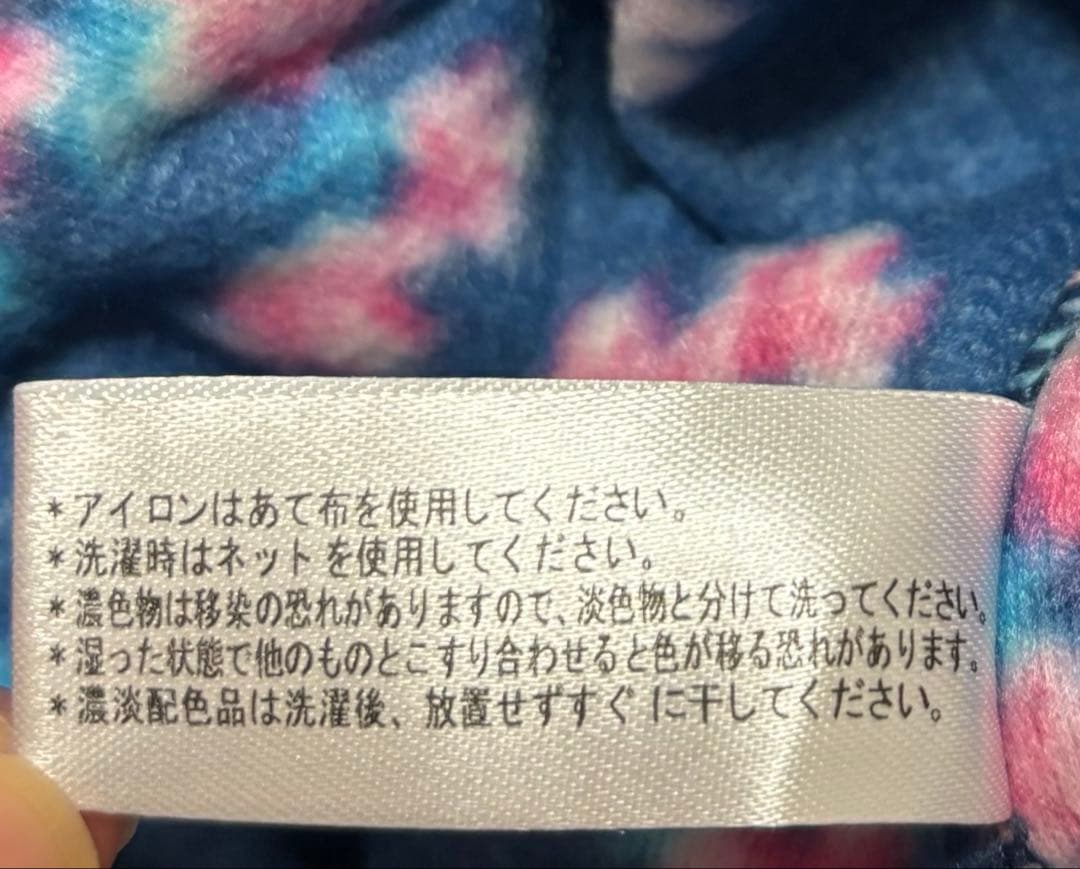 *アイロンはあて布を使用してください。
*洗濯時はネットを使用してください。
*濃色物は移染の恐れがありますので、淡色物と分けて洗ってください。
*湿った状態で他のものとこすり合わせると色が移る恐れがあります。
*濃淡配色品は洗濯後、放置せずすぐに干してください。